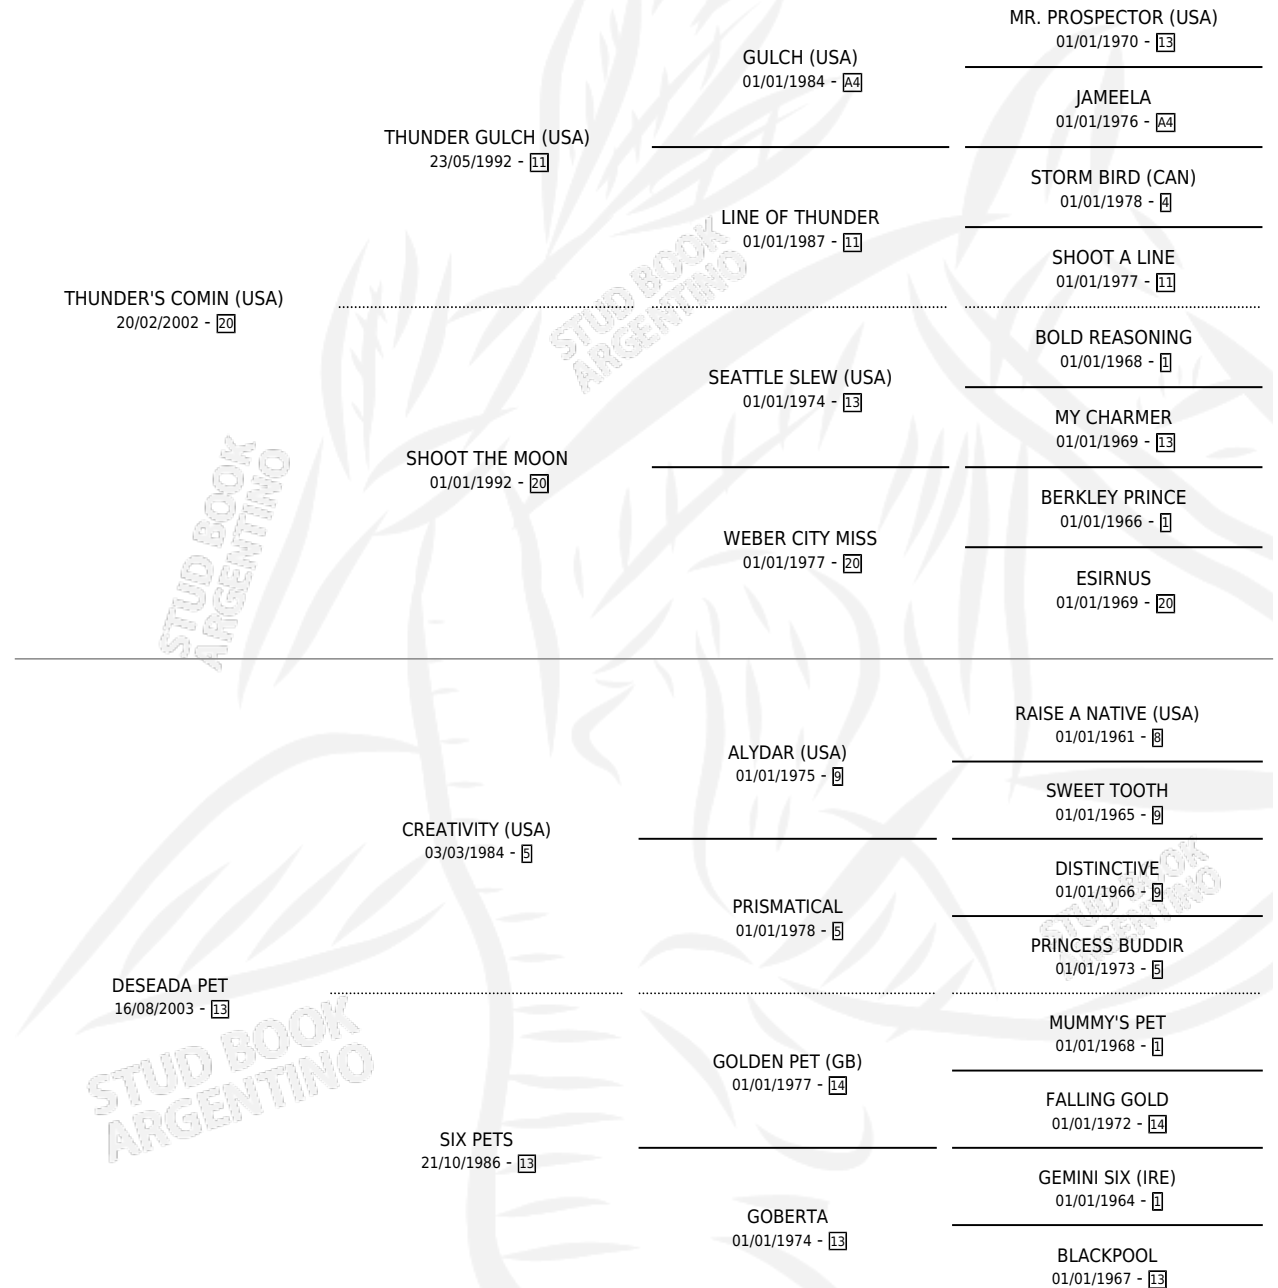 MR. PROSPECTOR (USA)
01/01/1970 - 13
GULCH (USA)
01/01/1984 - A4
JAMEELA
01/01/1976 - A4
THUNDER GULCH (USA)
23/05/1992 - 11
STORM BIRD (CAN)
01/01/1978 - 4
LINE OF THUNDER
01/01/1987 - 11
SHOOT A LINE
01/01/1977 - 11
THUNDER'S COMIN (USA)
20/02/2002 - 20
BOLD REASONING
01/01/1968 - 1
SEATTLE SLEW (USA)
01/01/1974 - 13
MY CHARMER
01/01/1969 - 13
SHOOT THE MOON
01/01/1992 - 20
BERKLEY PRINCE
01/01/1966 - 1
WEBER CITY MISS
01/01/1977 - 20
ESIRNUS
01/01/1969 - 20
RAISE A NATIVE (USA)
01/01/1961 - 8
ALYDAR (USA)
01/01/1975 - 9
SWEET TOOTH
01/01/1965 - 9
CREATIVITY (USA)
03/03/1984 - 5
DISTINCTIVE
01/01/1966 - 9
PRISMATICAL
01/01/1978 - 5
PRINCESS BUDDIR
01/01/1973 - 5
DESEADA PET
16/08/2003 - 13
MUMMY'S PET
01/01/1968 - 1
GOLDEN PET (GB)
01/01/1977 - 14
FALLING GOLD
01/01/1972 - 14
SIX PETS
21/10/1986 - 13
GEMINI SIX (IRE)
01/01/1964 - 1
GOBERTA
01/01/1974 - 13
BLACKPOOL
01/01/1967 - 13
STUD BOOK
ARGENTINO
STUD BOOK
ARGENTINO
STUD BOOK
ARGENTINO
STUD BOOK
ARGENTINO